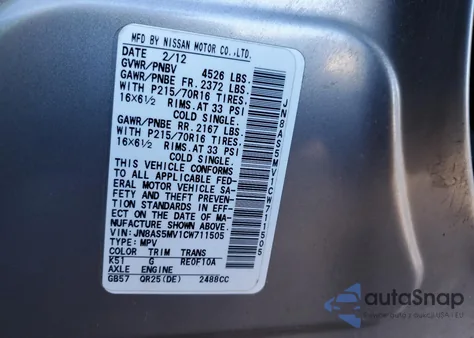 MFD BY NISSAN MOTOR CO.,LTD.
DATE 2/12
GVWR/PNBV 4526 LBS.
GAWR/PNBE FR. 2372 LBS.
WITH P215/70R16 TIRES,
16X6½ RIMS.AT 33 PSI
COLD SINGLE.
GAWR/PNBE RR. 2167 LBS.
WITH P215/70R16 TIRES,
16X6½ RIMS.AT 33 PSI
COLD SINGLE.
THIS VEHICLE CONFORMS
TO ALL APPLICABLE FED-
ERAL MOTOR VEHICLE SA-
FETY AND THEFT PREVEN-
TION STANDARDS IN EFF-
ECT ON THE DATE OF MA-
NUFACTURE SHOWN ABOVE.
VIN:JN8AS5MV1CW711505
TYPE: MPV
COLOR TRIM TRANS
K51 G RE0F10A
AXLE ENGINE
GB57 QR25(DE) 2488CC
JN8AS5MV1CW711505
autoSnap